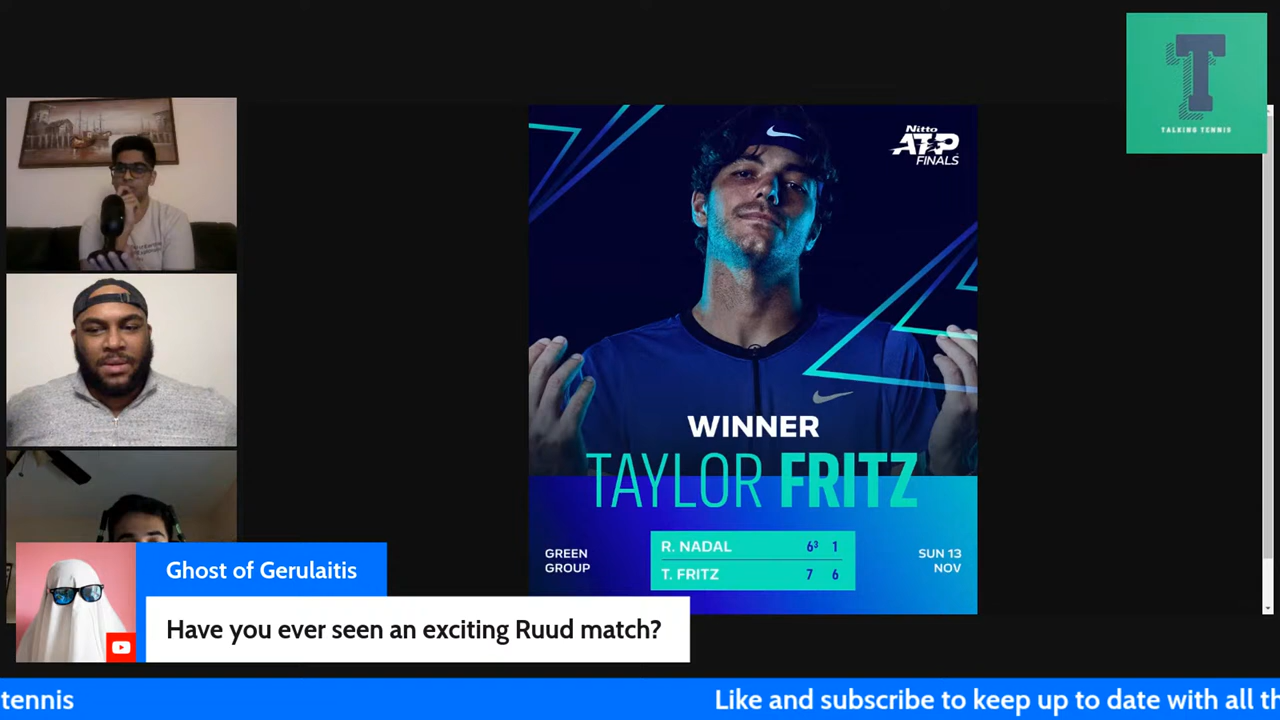 T
TALKING TENNIS
Nitto
ATP
FINALS
WINNER
TAYLOR FRITZ
GREEN
GROUP
R. NADAL 6³ 1
T. FRITZ 7 6
SUN 13
NOV
Ghost of Gerulaitis
Have you ever seen an exciting Ruud match?
tennis Like and subscribe to keep up to date with all th